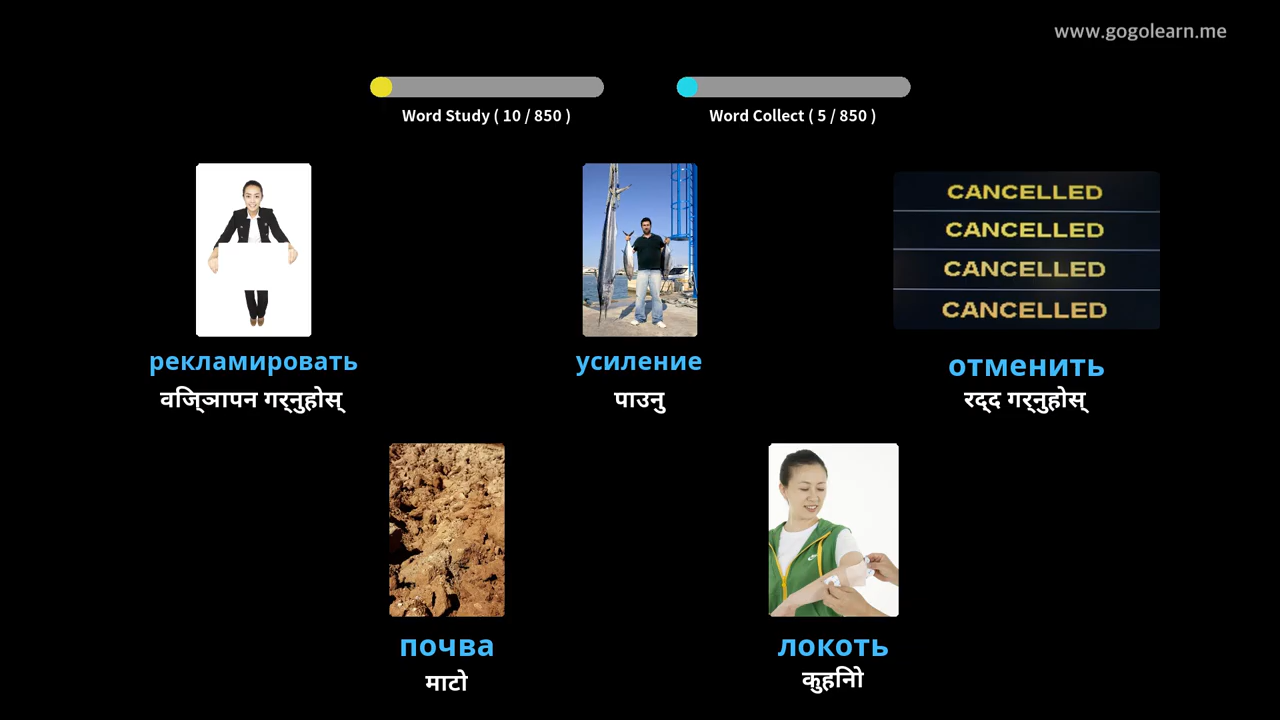 www.gogolearn.me
Word Study ( 10 / 850 )
Word Collect ( 5 / 850 )
CANCELLED
CANCELLED
CANCELLED
CANCELLED
рекламировать
усиление
отменить
विज्ञापन गर्नुहोस्
पाउनु
रद्द गर्नुहोस्
почва
локоть
माटो
कुहिनो